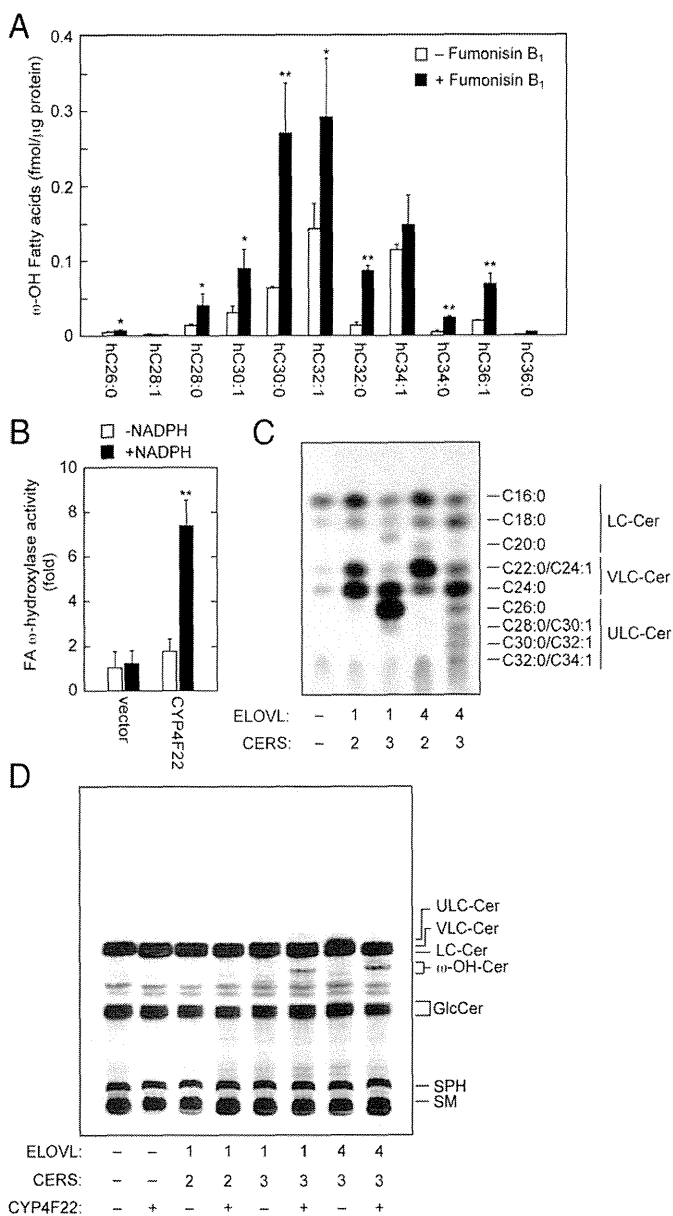 A
0.4
0.3
0.2
0.1
0
ω-OH Fatty acids (fmol/μg protein)
– Fumonisin B1
+ Fumonisin B1
*
*
*
**
*
**
**
**
hC26:0
hC28:1
hC28:0
hC30:1
hC30:0
hC32:1
hC32:0
hC34:1
hC34:0
hC36:1
hC36:0
B
-NADPH
+NADPH
10
8
6
4
2
0
FA ω-hydroxylase activity
(fold)
**
vector
CYP4F22
C
C16:0
C18:0
C20:0
C22:0/C24:1
C24:0
C26:0
C28:0/C30:1
C30:0/C32:1
C32:0/C34:1
LC-Cer
VLC-Cer
ULC-Cer
ELOVL: – 1 1 4 4
CERS: – 2 3 2 3
D
ULC-Cer
VLC-Cer
LC-Cer
ω-OH-Cer
GlcCer
SPH
SM
ELOVL: – – 1 1 1 1 4 4
CERS: – – 2 2 3 3 3 3
CYP4F22: – + + + +